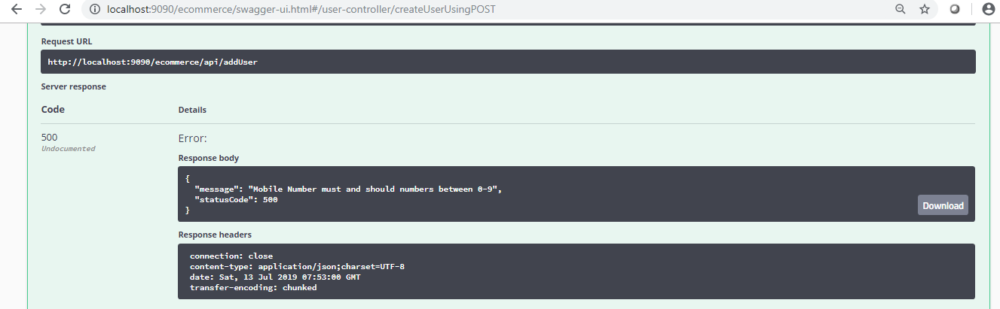 localhost:9090/ecommerce/swagger-ui.html#/user-controller/createUserUsingPOST
Request URL
http://localhost:9090/ecommerce/api/addUser
Server response
Code Details
500 Error:
Undocumented
Response body
{
"message": "Mobile Number must and should numbers between 0-9",
"statusCode": 500
}
Download
Response headers
connection: close
content-type: application/json;charset=UTF-8
date: Sat, 13 Jul 2019 07:53:00 GMT
transfer-encoding: chunked